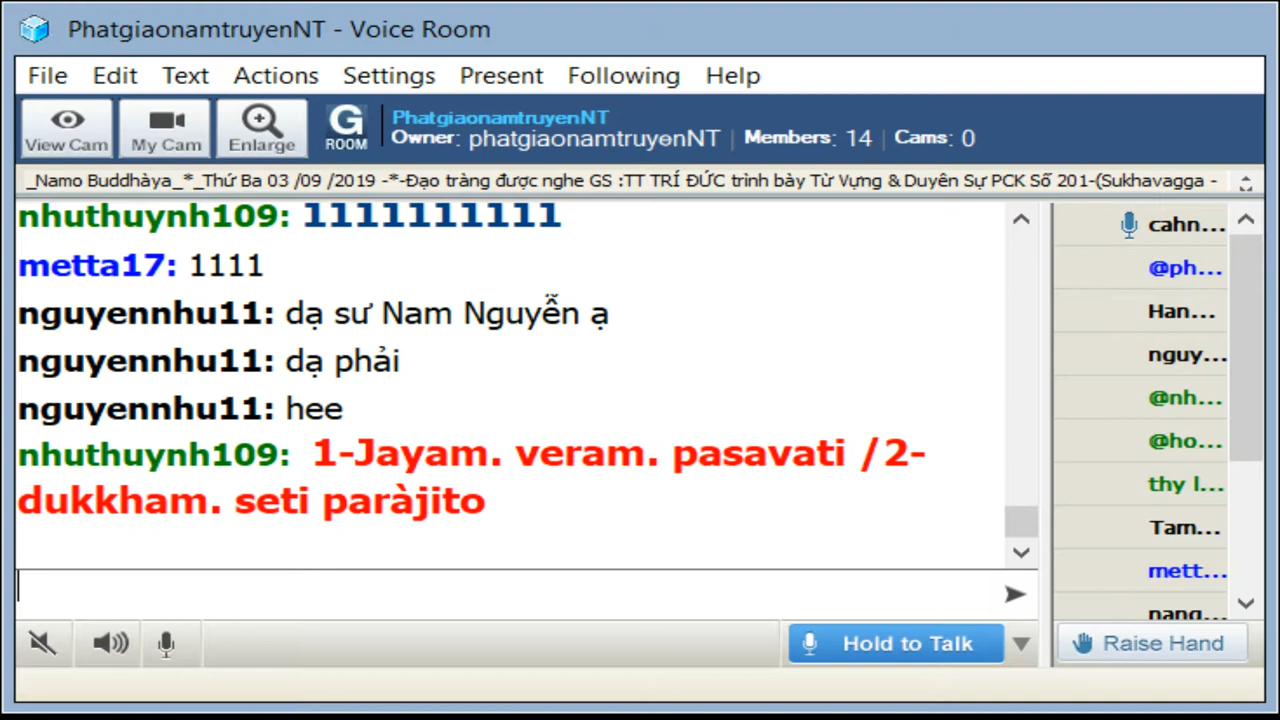 PhatgiaonamtruyenNT - Voice Room
File Edit Text Actions Settings Present Following Help
View Cam My Cam Enlarge G ROOM
PhatgiaonamtruyenNT
Owner: phatgiaonamtruyenNT | Members: 14 | Cams: 0
_Namo Buddhàya_*_Thứ Ba 03 /09 /2019 -*-Đạo tràng được nghe GS :TT TRÍ ĐỨC trình bày Từ Vựng & Duyên Sự PCK Số 201-(Sukhavagga -
nhuthuynh109: 1111111111
metta17: 1111
nguyennhu11: dạ sư Nam Nguyễn ạ
nguyennhu11: dạ phải
nguyennhu11: hee
nhuthuynh109: 1-Jayam. veram. pasavati /2-
dukkham. seti paràjito
cahn...
@ph...
Han...
nguy...
@nh...
@ho...
thy l...
Tam...
mett...
nang...
Hold to Talk
Raise Hand